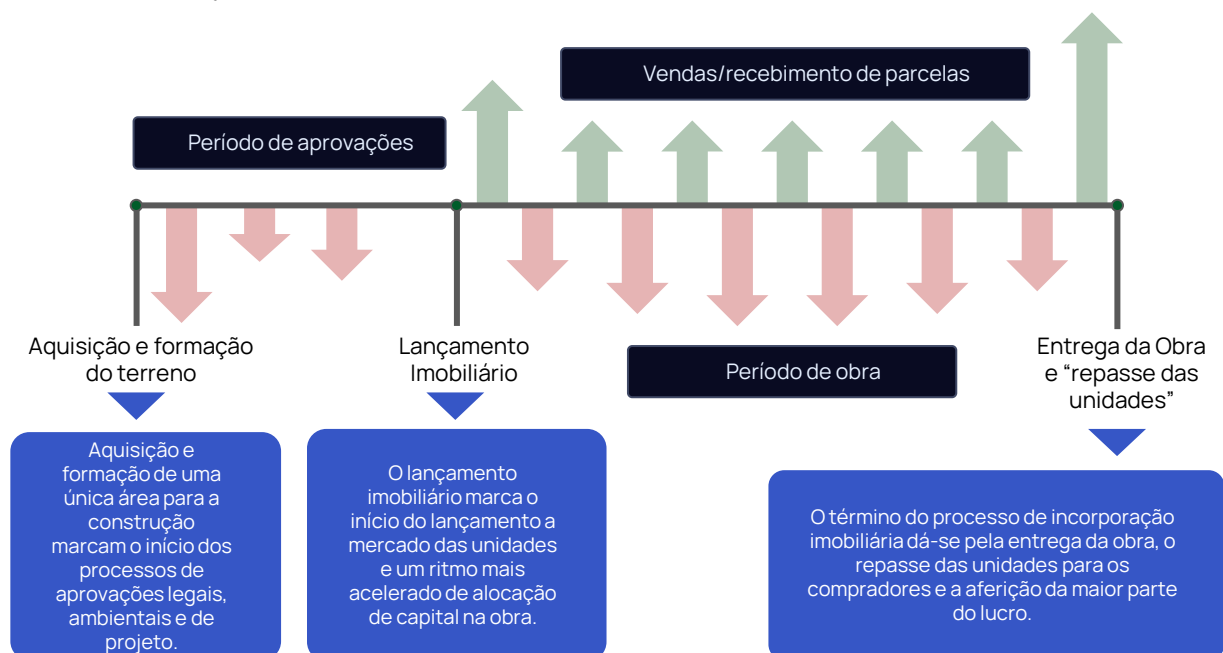 Vendas/recebimento de parcelas
Período de aprovações
Aquisição e formação
do terreno
Lançamento
Imobiliário
Período de obra
Entrega da Obra
e “repasse das
unidades”
Aquisição e
formação de uma
única área para a
construção
marcam o início dos
processos de
aprovações legais,
ambientais e de
projeto.
O lançamento
imobiliário marca o
início do lançamento a
mercado das unidades
e um ritmo mais
acelerado de alocação
de capital na obra.
O término do processo de incorporação
imobiliária dá-se pela entrega da obra, o
repasse das unidades para os
compradores e a aferição da maior parte
do lucro.